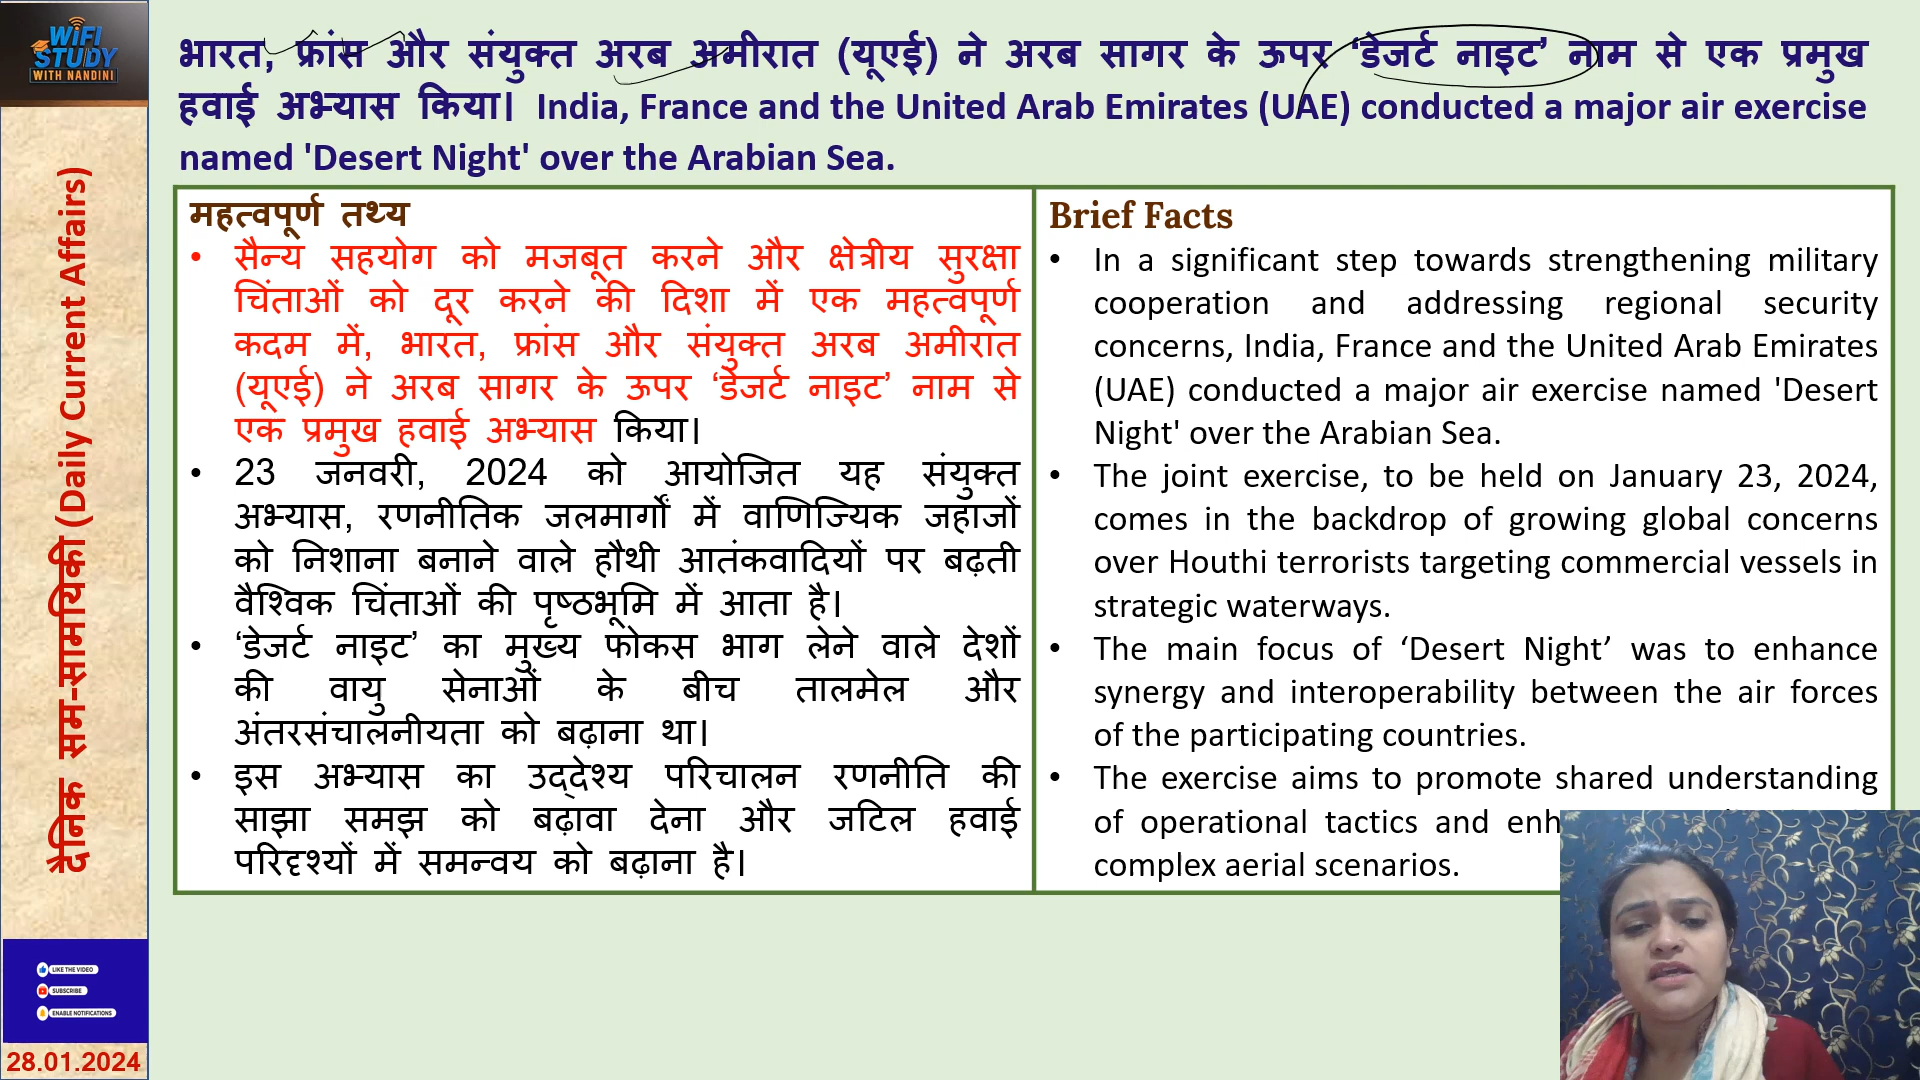 WiFi
STUDY
WITH NANDINI
दैनिक सम-सामयिकी (Daily Current Affairs)
LIKE THE VIDEO
SUBSCRIBE
ENABLE NOTIFICATIONS
28.01.2024
भारत, फ्रांस और संयुक्त अरब अमीरात (यूएई) ने अरब सागर के ऊपर ‘डेजर्ट नाइट’ नाम से एक प्रमुख
हवाई अभ्यास किया। India, France and the United Arab Emirates (UAE) conducted a major air exercise
named 'Desert Night' over the Arabian Sea.
महत्वपूर्ण तथ्य
• सैन्य सहयोग को मजबूत करने और क्षेत्रीय सुरक्षा
चिंताओं को दूर करने की दिशा में एक महत्वपूर्ण
कदम में, भारत, फ्रांस और संयुक्त अरब अमीरात
(यूएई) ने अरब सागर के ऊपर ‘डेजर्ट नाइट’ नाम से
एक प्रमुख हवाई अभ्यास किया।
• 23 जनवरी, 2024 को आयोजित यह संयुक्त
अभ्यास, रणनीतिक जलमार्गों में वाणिज्यिक जहाजों
को निशाना बनाने वाले हौथी आतंकवादियों पर बढ़ती
वैश्विक चिंताओं की पृष्ठभूमि में आता है।
• ‘डेजर्ट नाइट’ का मुख्य फोकस भाग लेने वाले देशों
की वायु सेनाओं के बीच तालमेल और
अंतरसंचालनीयता को बढ़ाना था।
• इस अभ्यास का उद्देश्य परिचालन रणनीति की
साझा समझ को बढ़ावा देना और जटिल हवाई
परिदृश्यों में समन्वय को बढ़ाना है।
Brief Facts
• In a significant step towards strengthening military
cooperation and addressing regional security
concerns, India, France and the United Arab Emirates
(UAE) conducted a major air exercise named 'Desert
Night' over the Arabian Sea.
• The joint exercise, to be held on January 23, 2024,
comes in the backdrop of growing global concerns
over Houthi terrorists targeting commercial vessels in
strategic waterways.
• The main focus of ‘Desert Night’ was to enhance
synergy and interoperability between the air forces
of the participating countries.
• The exercise aims to promote shared understanding
of operational tactics and enh
complex aerial scenarios.